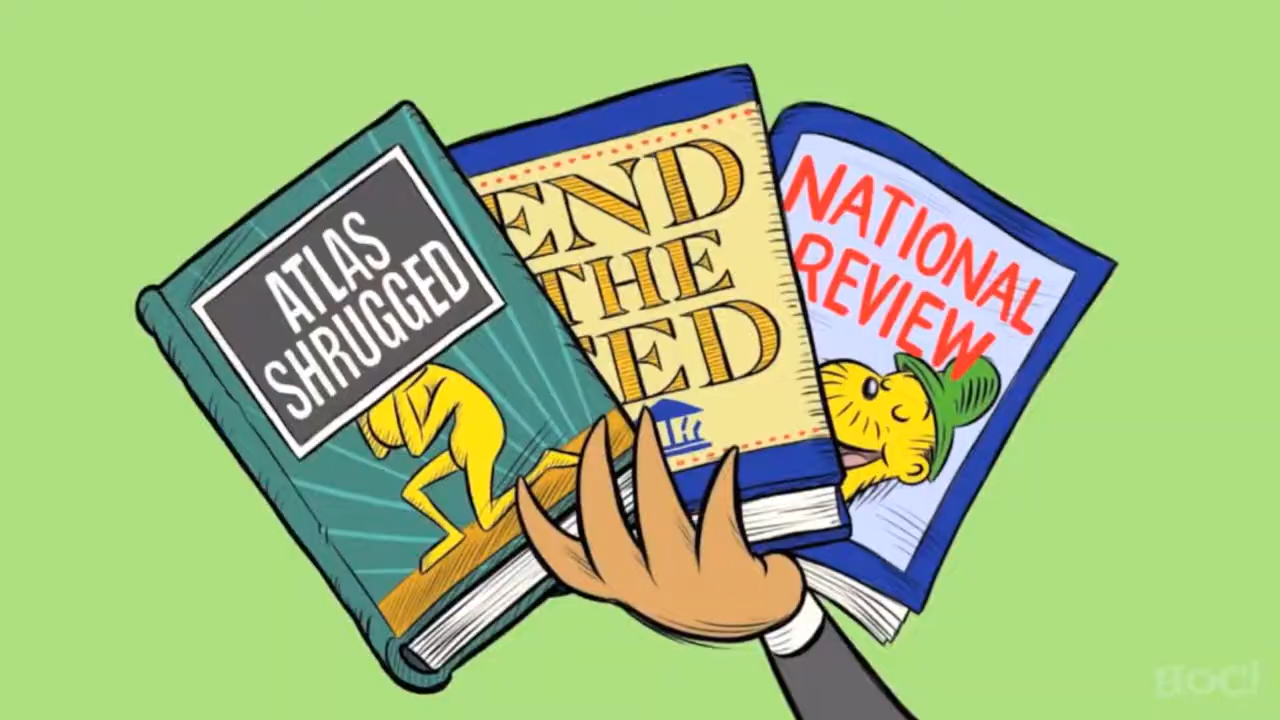 ATLAS
SHRUGGED
END
THE
FED
NATIONAL
REVIEW